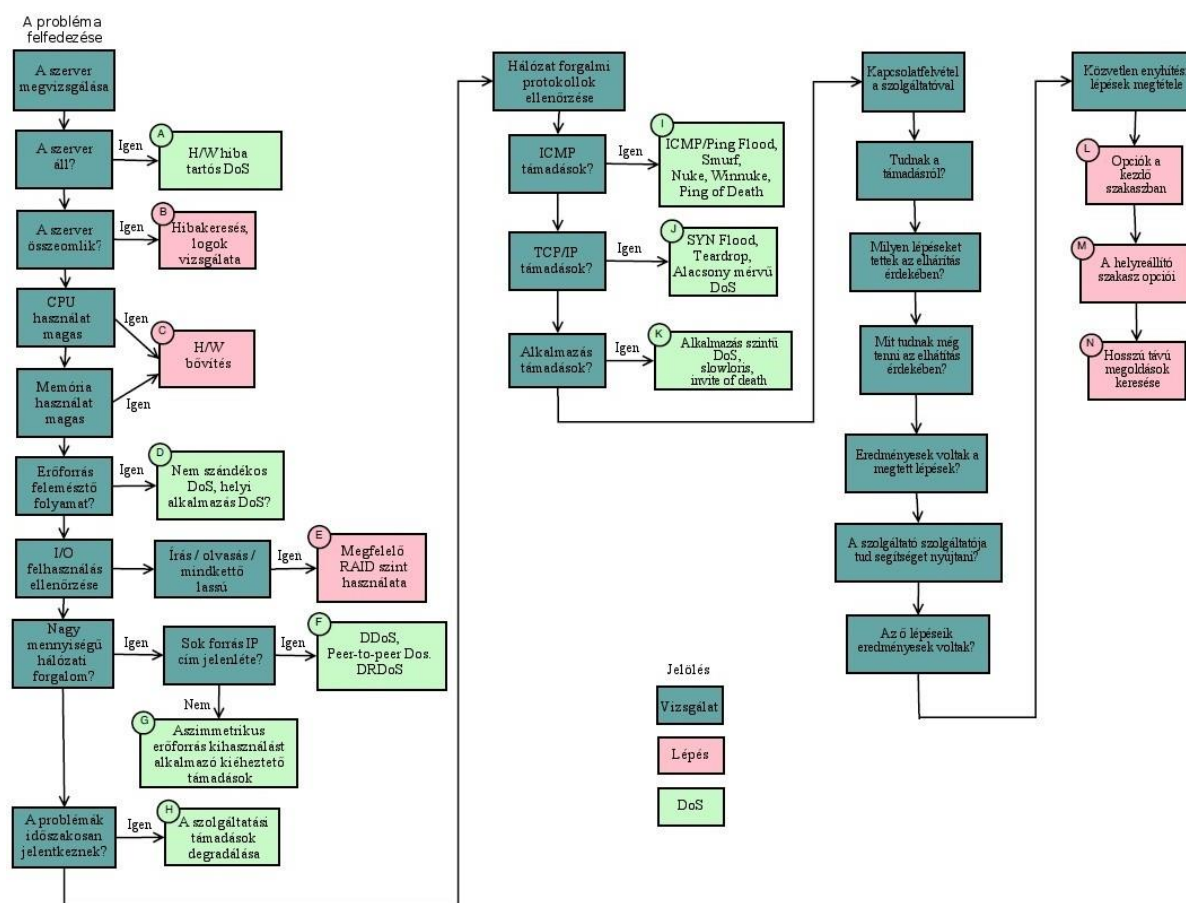 A probléma
felfedezése
A szerver
megvizsgálása
A szerver
áll?
Igen
A
H/W hiba
tartós DoS
A szerver
összeomlik?
Igen
B
Hibakeresés,
logok
vizsgálata
CPU
használat
magas
Igen
C
H/W
bővítés
Memória
használat
magas
Igen
Erőforrás
felemésztő
folyamat?
Igen
D
Nem szándékos
DoS, helyi
alkalmazás DoS?
I/O
felhasználás
ellenőrzése
Írás / olvasás /
mindkettő
lassú
Igen
E
Megfelelő
RAID szint
használata
Nagy
mennyiségű
hálózati
forgalom?
Igen
Sok forrás IP
cím jelenléte?
Igen
F
DDoS,
Peer-to-peer Dos.
DRDoS
Nem
G
Aszimmetrikus
erőforrás kihasználást
alkalmazó kiéheztető
támadások
A problémák
időszakosan
jelentkeznek?
Igen
H
A szolgáltatási
támadások
degradálása
Hálózat forgalmi
protokollok
ellenőrzése
ICMP
támadások?
Igen
I
ICMP/Ping Flood,
Smurf,
Nuke, Winnuke,
Ping of Death
TCP/IP
támadások?
Igen
J
SYN Flood,
Teardrop,
Alacsony mérvű
DoS
Alkalmazás
támadások?
Igen
K
Alkalmazás szintű
DoS,
slowloris,
invite of death
Kapcsolatfelvétel
a szolgáltatóval
Tudnak a
támadásról?
Milyen lépéseket
tettek az elhárítás
érdekében?
Mit tudnak még
tenni az elhátítás
érdekében?
Eredményesek voltak a
megtett lépések?
A szolgáltató szolgáltatója
tud segítséget nyujtani?
Az ő lépéseik
eredményesek voltak?
Közvetlen enyhítési
lépések megtétele
L
Opciók a
kezdő
szakaszban
M
A helyreállító
szakasz opciói
N
Hosszú távú
megoldások
keresése
Jelölés
Vizsgálat
Lépés
DoS